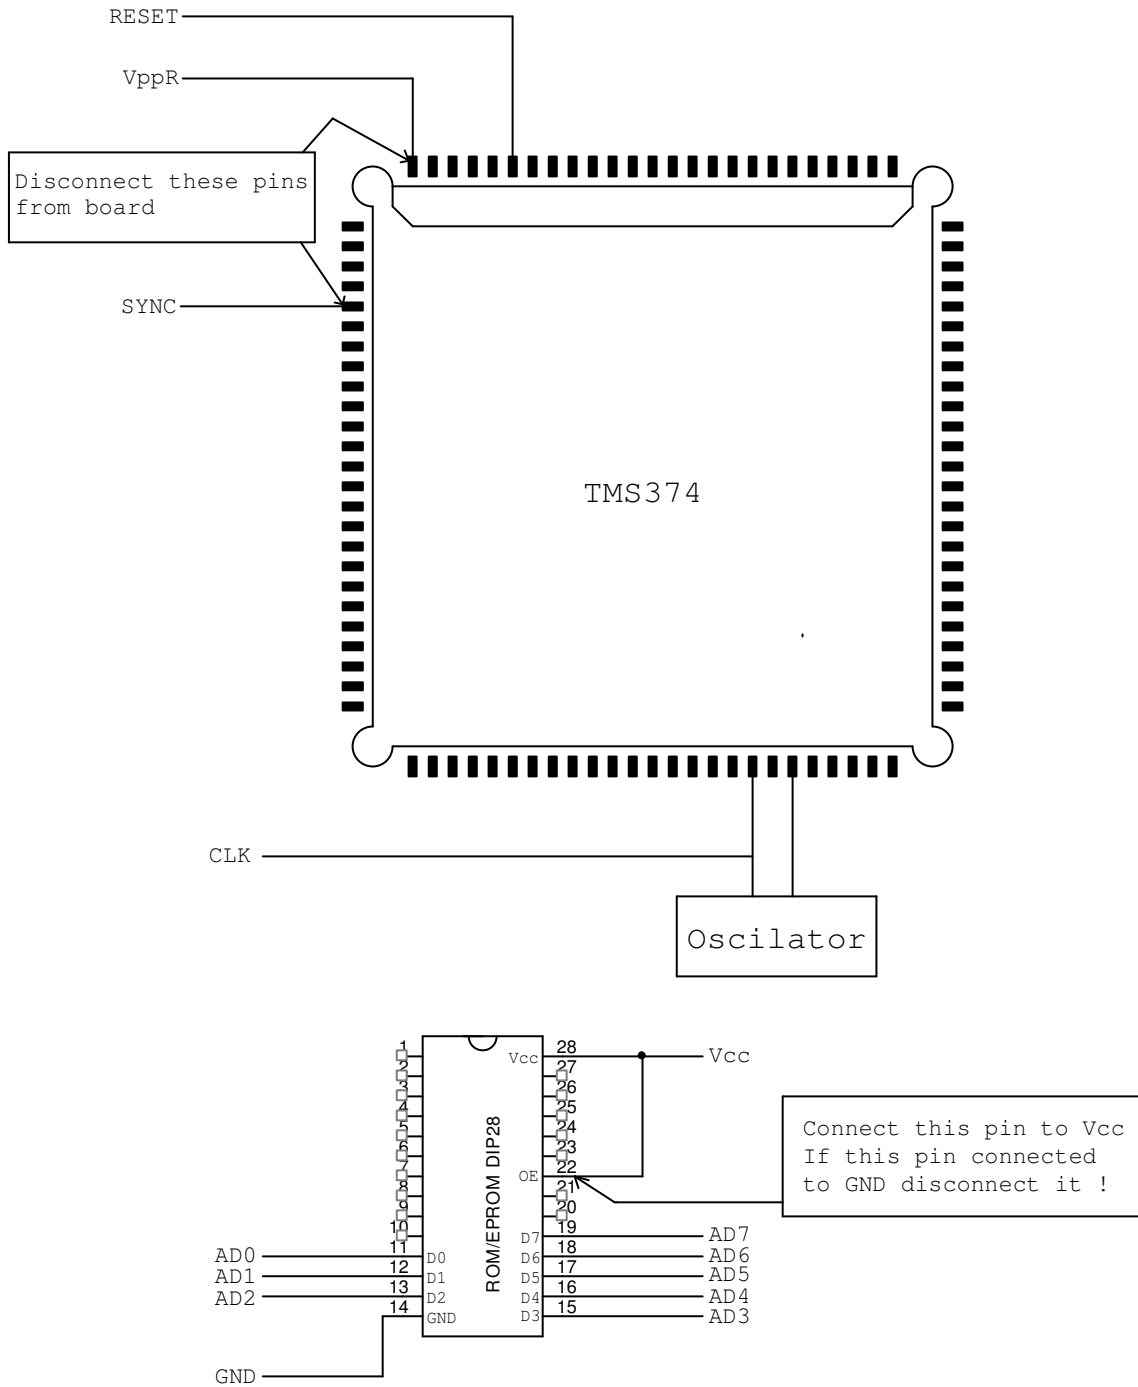 RESET
VppR
Disconnect these pins
from board
SYNC
TMS374
CLK
Oscilator
1
2
3
4
5
6
7
8
9
10
11
12
13
14
28
27
26
25
24
23
22
21
20
19
18
17
16
15
Vcc
OE
D7
D6
D5
D4
D3
D0
D1
D2
GND
ROM/EPROM DIP28
Vcc
Connect this pin to Vcc
If this pin connected
to GND disconnect it !
AD0
AD1
AD2
GND
AD7
AD6
AD5
AD4
AD3